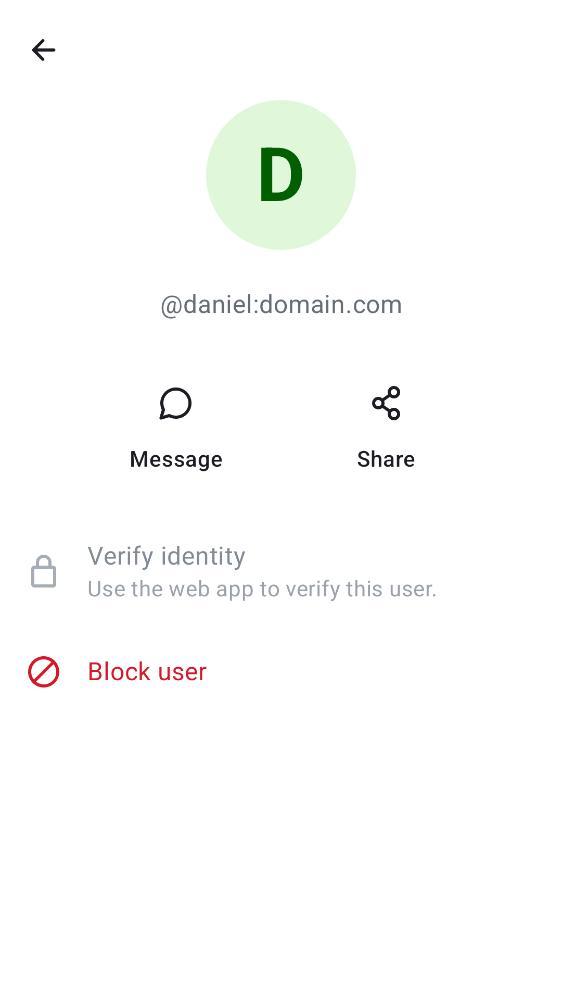 D
@daniel:domain.com
Message
Share
Verify identity
Use the web app to verify this user.
Block user